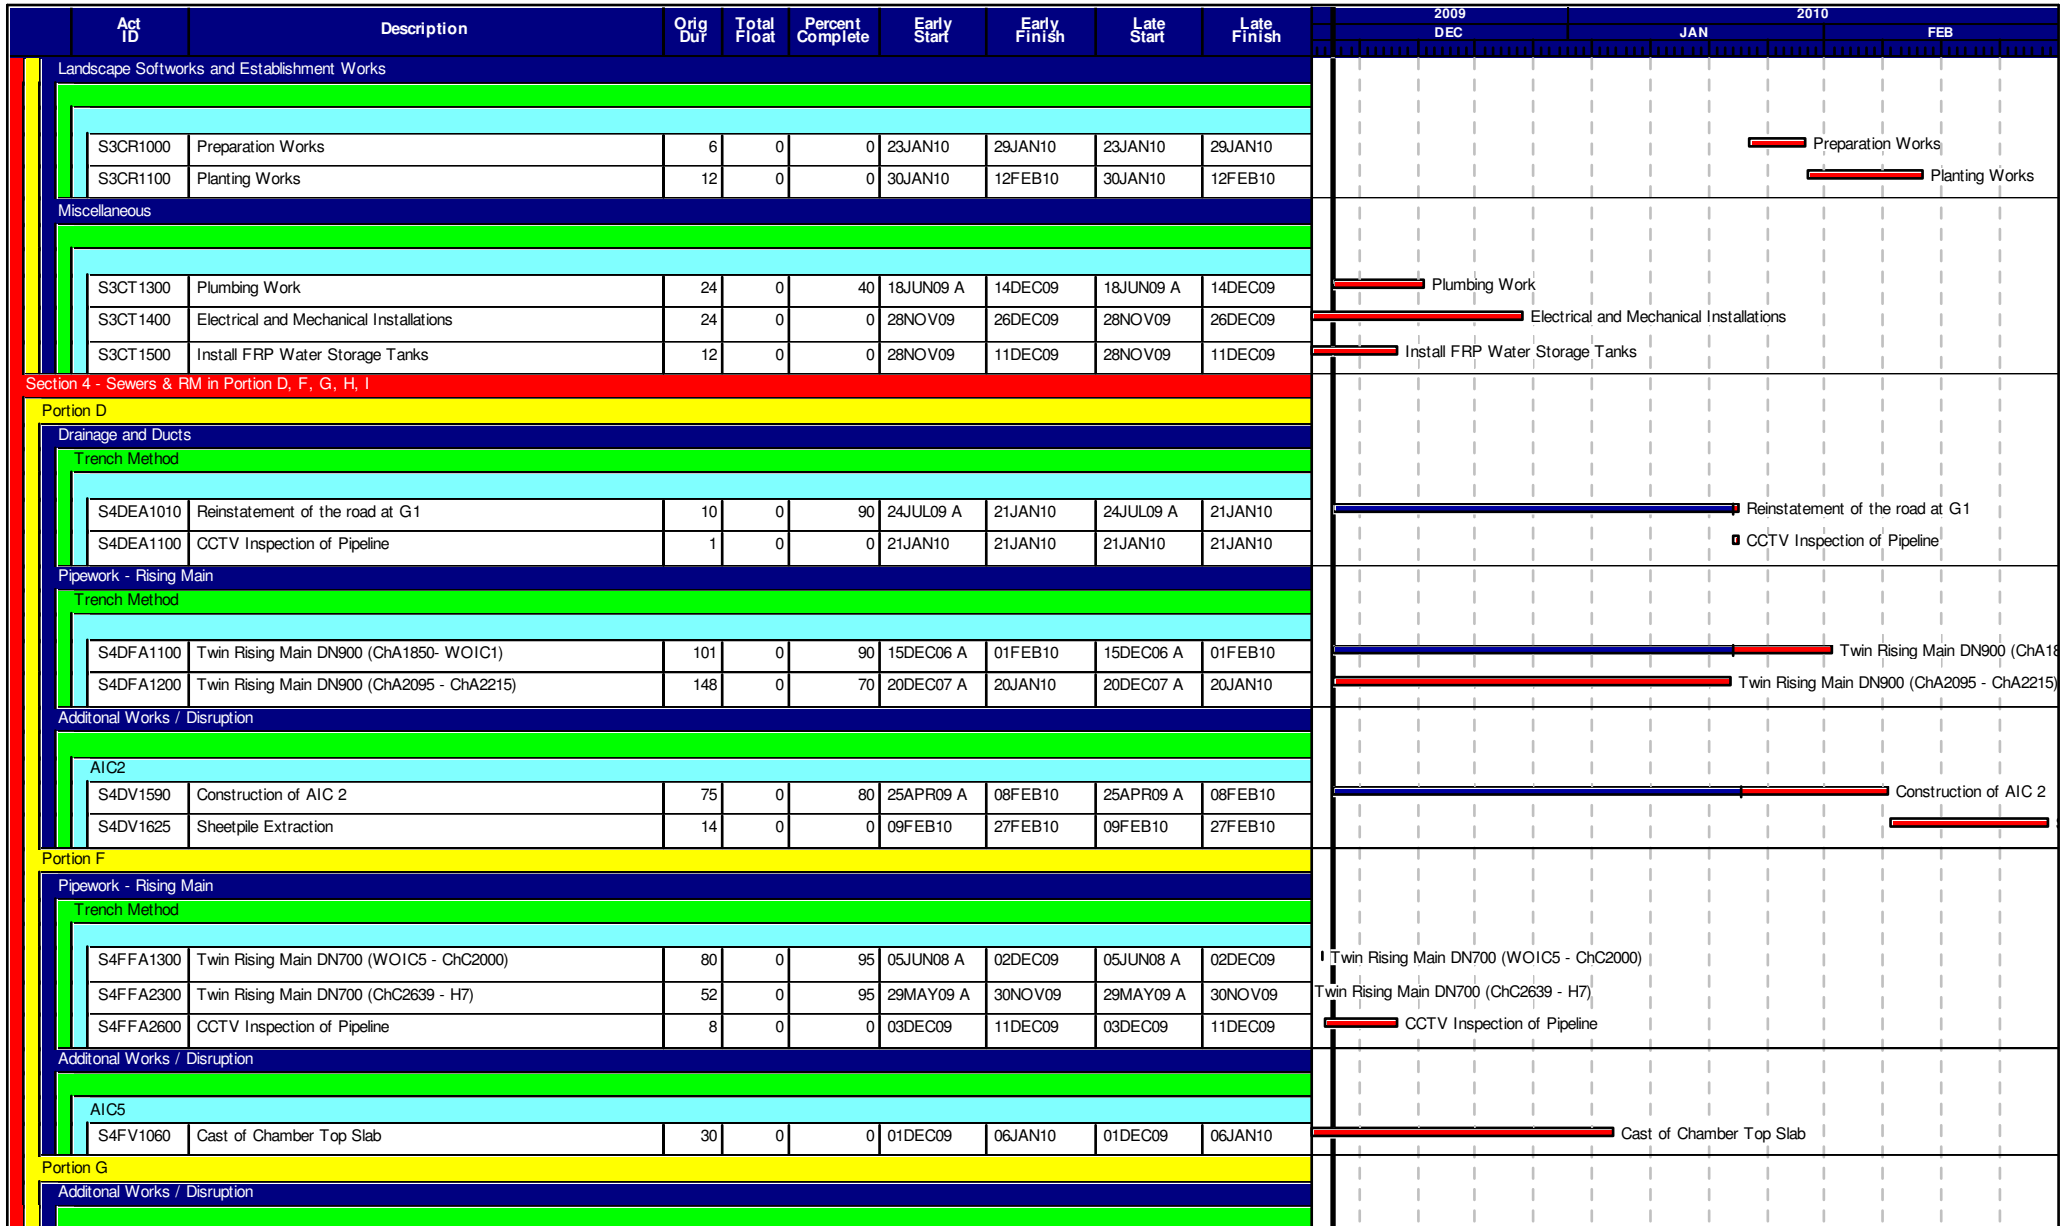 Act ID Description Orig Dur Total Float Percent Complete Early Start Early Finish Late Start Late Finish 2009 2010
DEC JAN FEB
Landscape Softworks and Establishment Works
S3CR1000 Preparation Works 6 0 0 23JAN10 29JAN10 23JAN10 29JAN10 Preparation Works
S3CR1100 Planting Works 12 0 0 30JAN10 12FEB10 30JAN10 12FEB10 Planting Works
Miscellaneous
S3CT1300 Plumbing Work 24 0 40 18JUN09 A 14DEC09 18JUN09 A 14DEC09 Plumbing Work
S3CT1400 Electrical and Mechanical Installations 24 0 0 28NOV09 26DEC09 28NOV09 26DEC09 Electrical and Mechanical Installations
S3CT1500 Install FRP Water Storage Tanks 12 0 0 28NOV09 11DEC09 28NOV09 11DEC09 Install FRP Water Storage Tanks
Section 4 - Sewers & RM in Portion D, F, G, H, I
Portion D
Drainage and Ducts
Trench Method
S4DEA1010 Reinstatement of the road at G1 10 0 90 24JUL09 A 21JAN10 24JUL09 A 21JAN10 Reinstatement of the road at G1
S4DEA1100 CCTV Inspection of Pipeline 1 0 0 21JAN10 21JAN10 21JAN10 21JAN10 CCTV Inspection of Pipeline
Pipework - Rising Main
Trench Method
S4DFA1100 Twin Rising Main DN900 (ChA1850- WOIC1) 101 0 90 15DEC06 A 01FEB10 15DEC06 A 01FEB10 Twin Rising Main DN900 (ChA18
S4DFA1200 Twin Rising Main DN900 (ChA2095 - ChA2215) 148 0 70 20DEC07 A 20JAN10 20DEC07 A 20JAN10 Twin Rising Main DN900 (ChA2095 - ChA2215)
Additonal Works / Disruption
AIC2
S4DV1590 Construction of AIC 2 75 0 80 25APR09 A 08FEB10 25APR09 A 08FEB10 Construction of AIC 2
S4DV1625 Sheetpile Extraction 14 0 0 09FEB10 27FEB10 09FEB10 27FEB10
Portion F
Pipework - Rising Main
Trench Method
S4FFA1300 Twin Rising Main DN700 (WOIC5 - ChC2000) 80 0 95 05JUN08 A 02DEC09 05JUN08 A 02DEC09 Twin Rising Main DN700 (WOIC5 - ChC2000)
S4FFA2300 Twin Rising Main DN700 (ChC2639 - H7) 52 0 95 29MAY09 A 30NOV09 29MAY09 A 30NOV09 Twin Rising Main DN700 (ChC2639 - H7)
S4FFA2600 CCTV Inspection of Pipeline 8 0 0 03DEC09 11DEC09 03DEC09 11DEC09 CCTV Inspection of Pipeline
Additonal Works / Disruption
AIC5
S4FV1060 Cast of Chamber Top Slab 30 0 0 01DEC09 06JAN10 01DEC09 06JAN10 Cast of Chamber Top Slab
Portion G
Additonal Works / Disruption